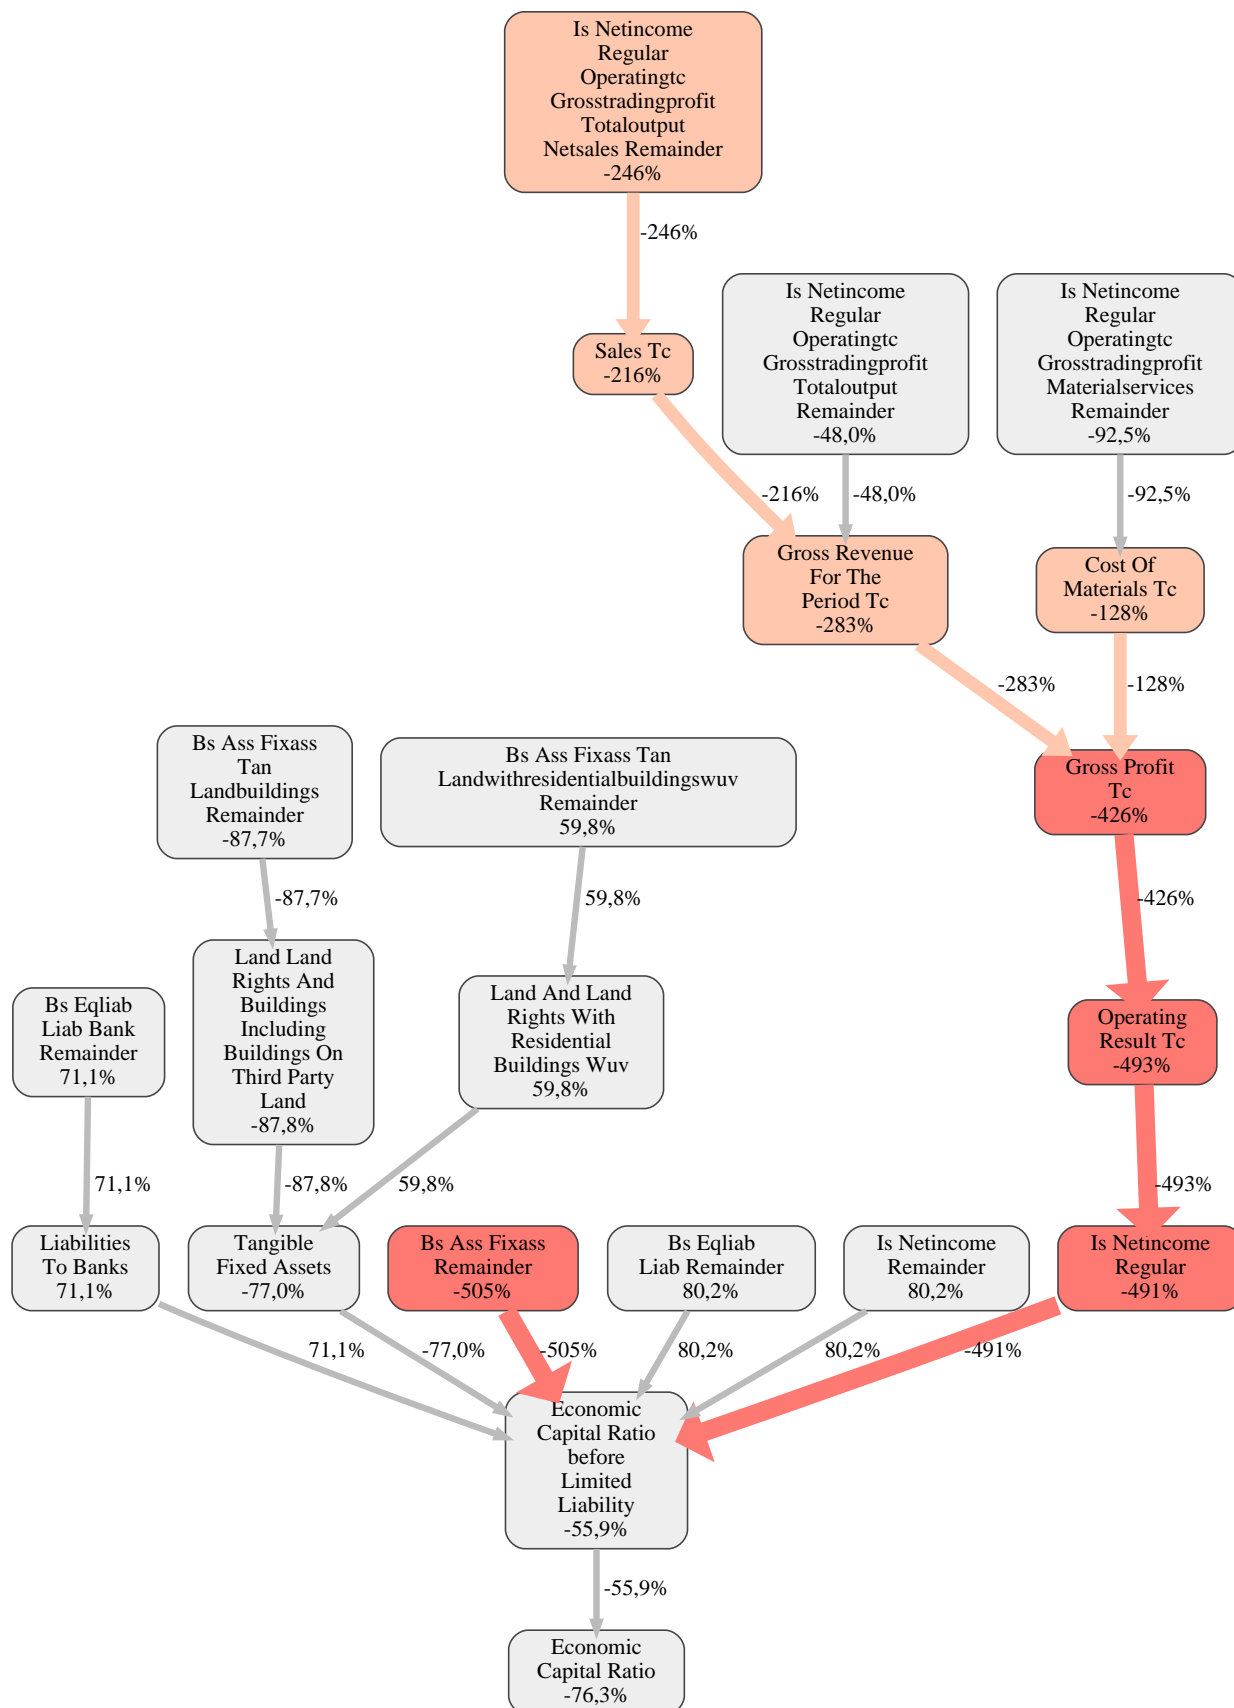 Is Netincome
Regular
Operatingtc
Grosstradingprofit
Totaloutput
Netsales Remainder
-246%
-246%
Is Netincome
Regular
Operatingtc
Grosstradingprofit
Totaloutput
Remainder
-48,0%
Is Netincome
Regular
Operatingtc
Grosstradingprofit
Materialservices
Remainder
-92,5%
Sales Tc
-216%
-216%
-48,0%
-92,5%
Gross Revenue
For The
Period Tc
-283%
Cost Of
Materials Tc
-128%
-283%
-128%
Bs Ass Fixass
Tan
Landbuildings
Remainder
-87,7%
Bs Ass Fixass Tan
Landwithresidentialbuildingswuv
Remainder
59,8%
Gross Profit
Tc
-426%
-87,7%
59,8%
-426%
Bs Eqliab
Liab Bank
Remainder
71,1%
Land Land
Rights And
Buildings
Including
Buildings On
Third Party
Land
-87,8%
Land And Land
Rights With
Residential
Buildings Wuv
59,8%
Operating
Result Tc
-493%
71,1%
-87,8%
59,8%
-493%
Liabilities
To Banks
71,1%
Tangible
Fixed Assets
-77,0%
Bs Ass Fixass
Remainder
-505%
Bs Eqliab
Liab Remainder
80,2%
Is Netincome
Remainder
80,2%
Is Netincome
Regular
-491%
71,1%
-77,0%
-505%
80,2%
80,2%
-491%
Economic
Capital Ratio
before
Limited
Liability
-55,9%
-55,9%
Economic
Capital Ratio
-76,3%